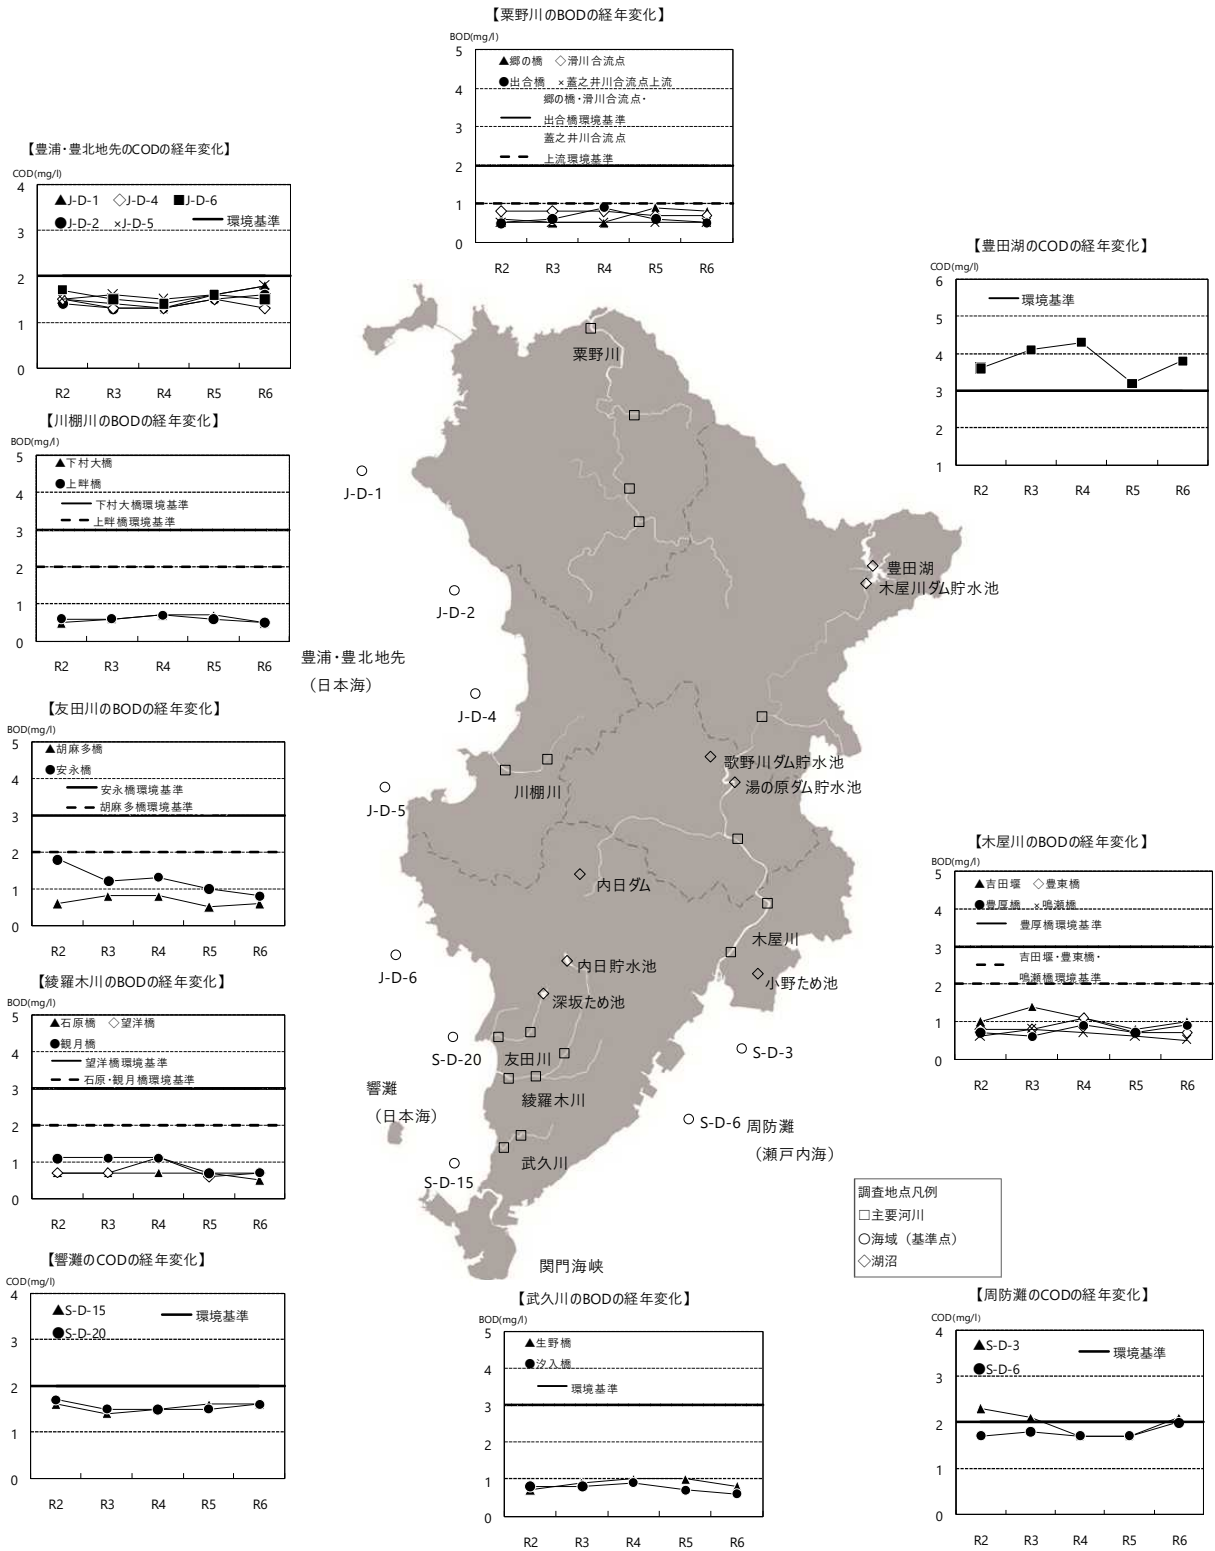 【粟野川のBODの経年変化】
BOD(mg/l)
5
4
3
2
1
0
▲郷の橋 ◇滑川合流点
●出合橋 ×蓋之井川合流点上流
郷の橋・滑川合流点・
出合橋環境基準
蓋之井川合流点
上流環境基準
R2 R3 R4 R5 R6
【豊浦・豊北地先のCODの経年変化】
COD(mg/l)
4
3
2
1
0
▲J-D-1 ◇J-D-4 ■J-D-6
●J-D-2 ×J-D-5 環境基準
R2 R3 R4 R5 R6
【豊田湖のCODの経年変化】
COD(mg/l)
6
5
4
3
2
1
環境基準
R2 R3 R4 R5 R6
【川棚川のBODの経年変化】
BOD(mg/l)
5
4
3
2
1
0
▲下村大橋
●上畔橋
下村大橋環境基準
上畔橋環境基準
R2 R3 R4 R5 R6
【友田川のBODの経年変化】
BOD(mg/l)
5
4
3
2
1
0
▲胡麻多橋
●安永橋
安永橋環境基準
胡麻多橋環境基準
R2 R3 R4 R5 R6
【綾羅木川のBODの経年変化】
BOD(mg/l)
5
4
3
2
1
0
▲石原橋 ◇望洋橋
●観月橋
望洋橋環境基準
石原・観月橋環境基準
R2 R3 R4 R5 R6
【響灘のCODの経年変化】
COD(mg/l)
4
3
2
1
0
▲S-D-15 環境基準
●S-D-20
R2 R3 R4 R5 R6
【武久川のBODの経年変化】
BOD(mg/l)
5
4
3
2
1
0
▲生野橋
●汐入橋
環境基準
R2 R3 R4 R5 R6
【木屋川のBODの経年変化】
BOD(mg/l)
5
4
3
2
1
0
▲吉田堰 ◇豊東橋
●豊厚橋 ×鳴瀬橋
豊厚橋環境基準
吉田堰・豊東橋・
鳴瀬橋環境基準
R2 R3 R4 R5 R6
【周防灘のCODの経年変化】
COD(mg/l)
4
3
2
1
0
▲S-D-3 環境基準
●S-D-6
R2 R3 R4 R5 R6
粟野川
J-D-1
豊田湖
木屋川ダム貯水池
J-D-2
豊浦・豊北地先
（日本海）
J-D-4
歌野川ダム貯水池
湯の原ダム貯水池
川棚川
J-D-5
内日ダム
木屋川
内日貯水池
J-D-6
小野ため池
深坂ため池
S-D-20
友田川
S-D-3
響灘
（日本海）
綾羅木川
S-D-6 周防灘
（瀬戸内海）
武久川
S-D-15
関門海峡
調査地点凡例
□主要河川
○海域（基準点）
◇湖沼